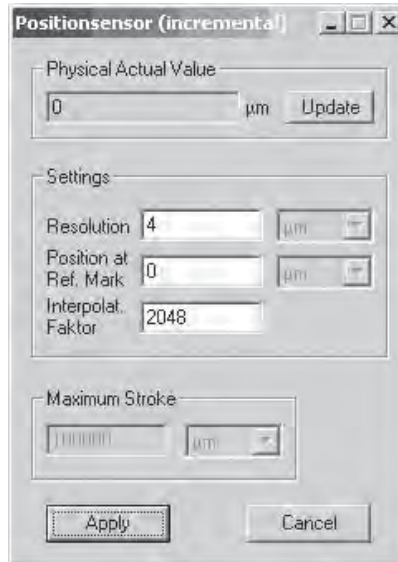 Positionsensor (incremental)
Physical Actual Value
0 µm Update
Settings
Resolution 4 µm
Position at
Ref. Mark 0 µm
Interpolat.
Faktor 2048
Maximum Stroke
100000 µm
Apply Cancel